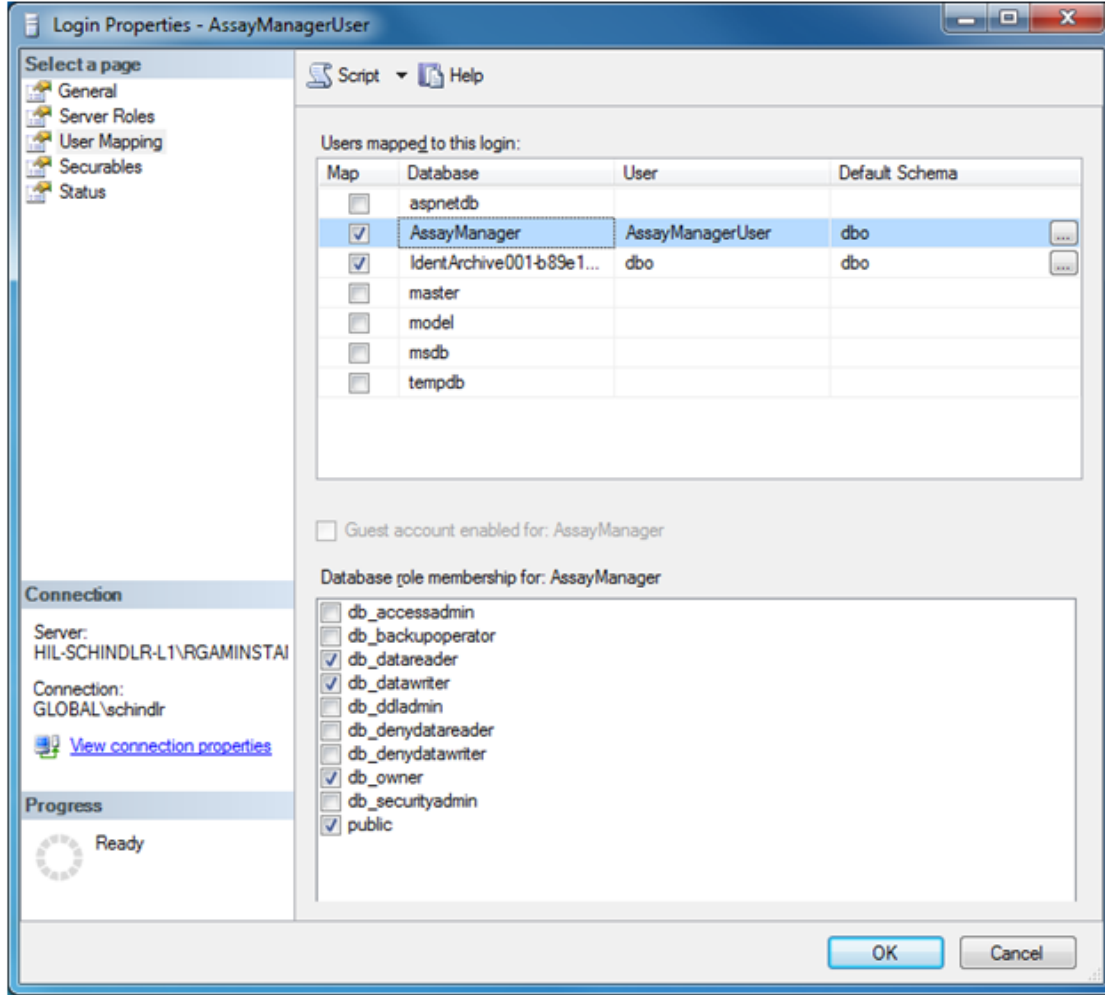 Login Properties - AssayManagerUser
Select a page
General
Server Roles
User Mapping
Securables
Status
Script Help
Users mapped to this login:
Map Database User Default Schema
aspnetdb
AssayManager AssayManagerUser dbo ...
IdentArchive001-b89e1... dbo dbo ...
master
model
msdb
tempdb
Guest account enabled for: AssayManager
Database role membership for: AssayManager
db_accessadmin
db_backupoperator
db_datareader
db_datawriter
db_ddladmin
db_denydatareader
db_denydatawriter
db_owner
db_securityadmin
public
Connection
Server:
HIL-SCHINDLR-L1\RGAMINSTAI
Connection:
GLOBAL\schindlr
View connection properties
Progress
Ready
OK Cancel